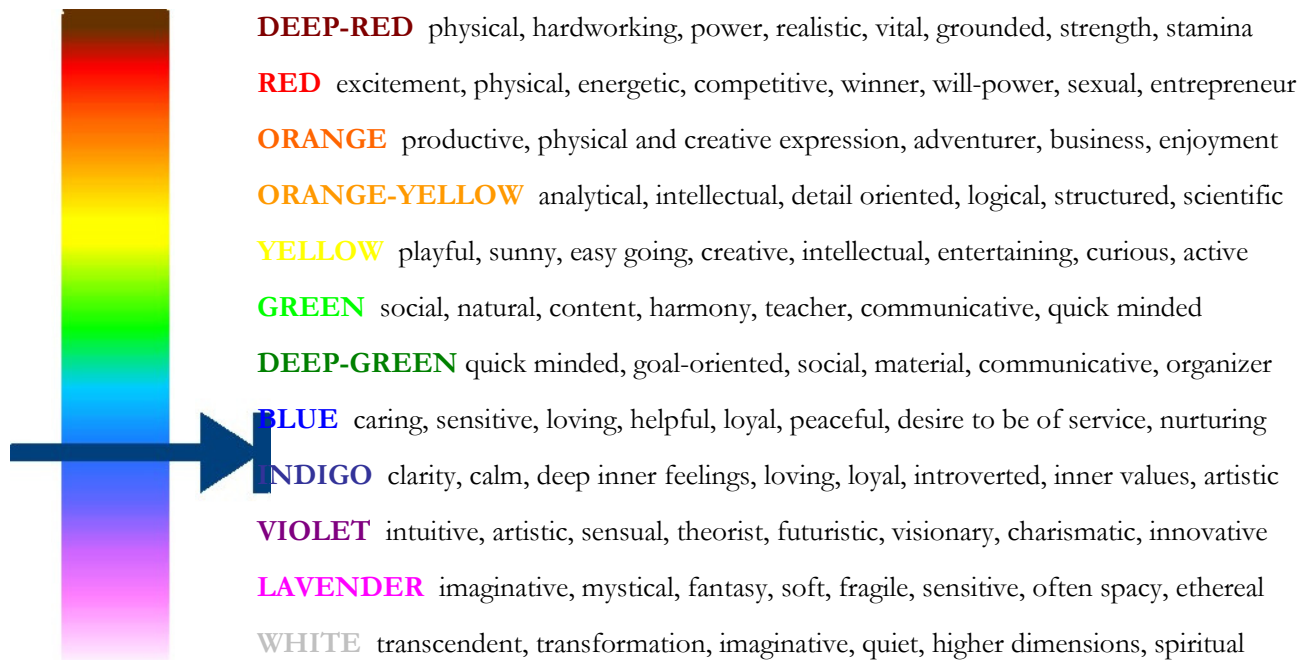 DEEP-RED physical, hardworking, power, realistic, vital, grounded, strength, stamina
RED excitement, physical, energetic, competitive, winner, will-power, sexual, entrepreneur
ORANGE productive, physical and creative expression, adventurer, business, enjoyment
ORANGE-YELLOW analytical, intellectual, detail oriented, logical, structured, scientific
YELLOW playful, sunny, easy going, creative, intellectual, entertaining, curious, active
GREEN social, natural, content, harmony, teacher, communicative, quick minded
DEEP-GREEN quick minded, goal-oriented, social, material, communicative, organizer
BLUE caring, sensitive, loving, helpful, loyal, peaceful, desire to be of service, nurturing
INDIGO clarity, calm, deep inner feelings, loving, loyal, introverted, inner values, artistic
VIOLET intuitive, artistic, sensual, theorist, futuristic, visionary, charismatic, innovative
LAVENDER imaginative, mystical, fantasy, soft, fragile, sensitive, often spacy, ethereal
WHITE transcendent, transformation, imaginative, quiet, higher dimensions, spiritual